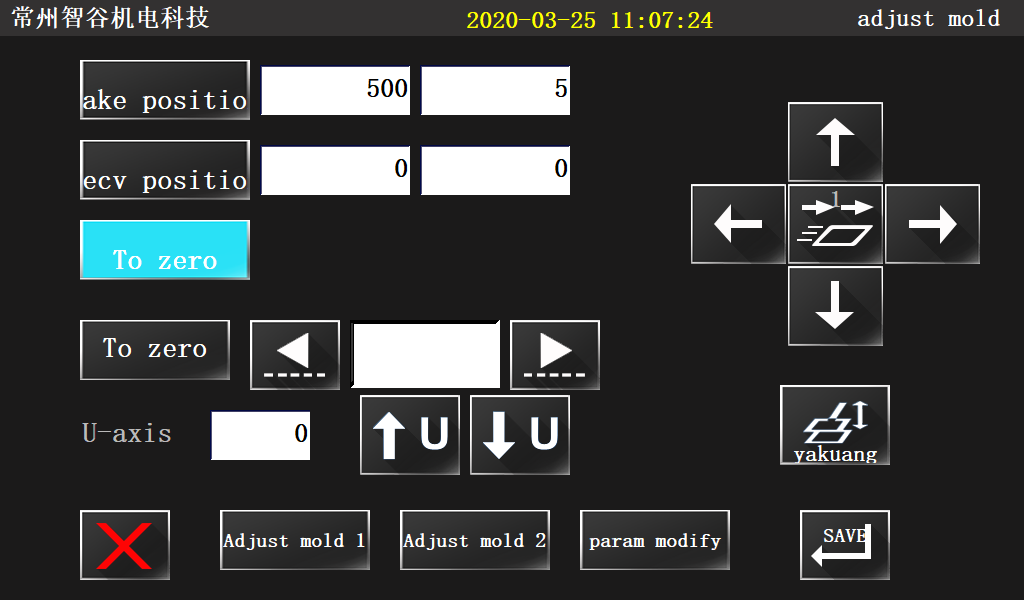 常州智谷机电科技
2020-03-25 11:07:24
adjust mold
ake positio
500
5
ecv positio
0
0
1
To zero
To zero
U-axis
0
U
U
yakuang
Adjust mold 1
Adjust mold 2
param modify
SAVE